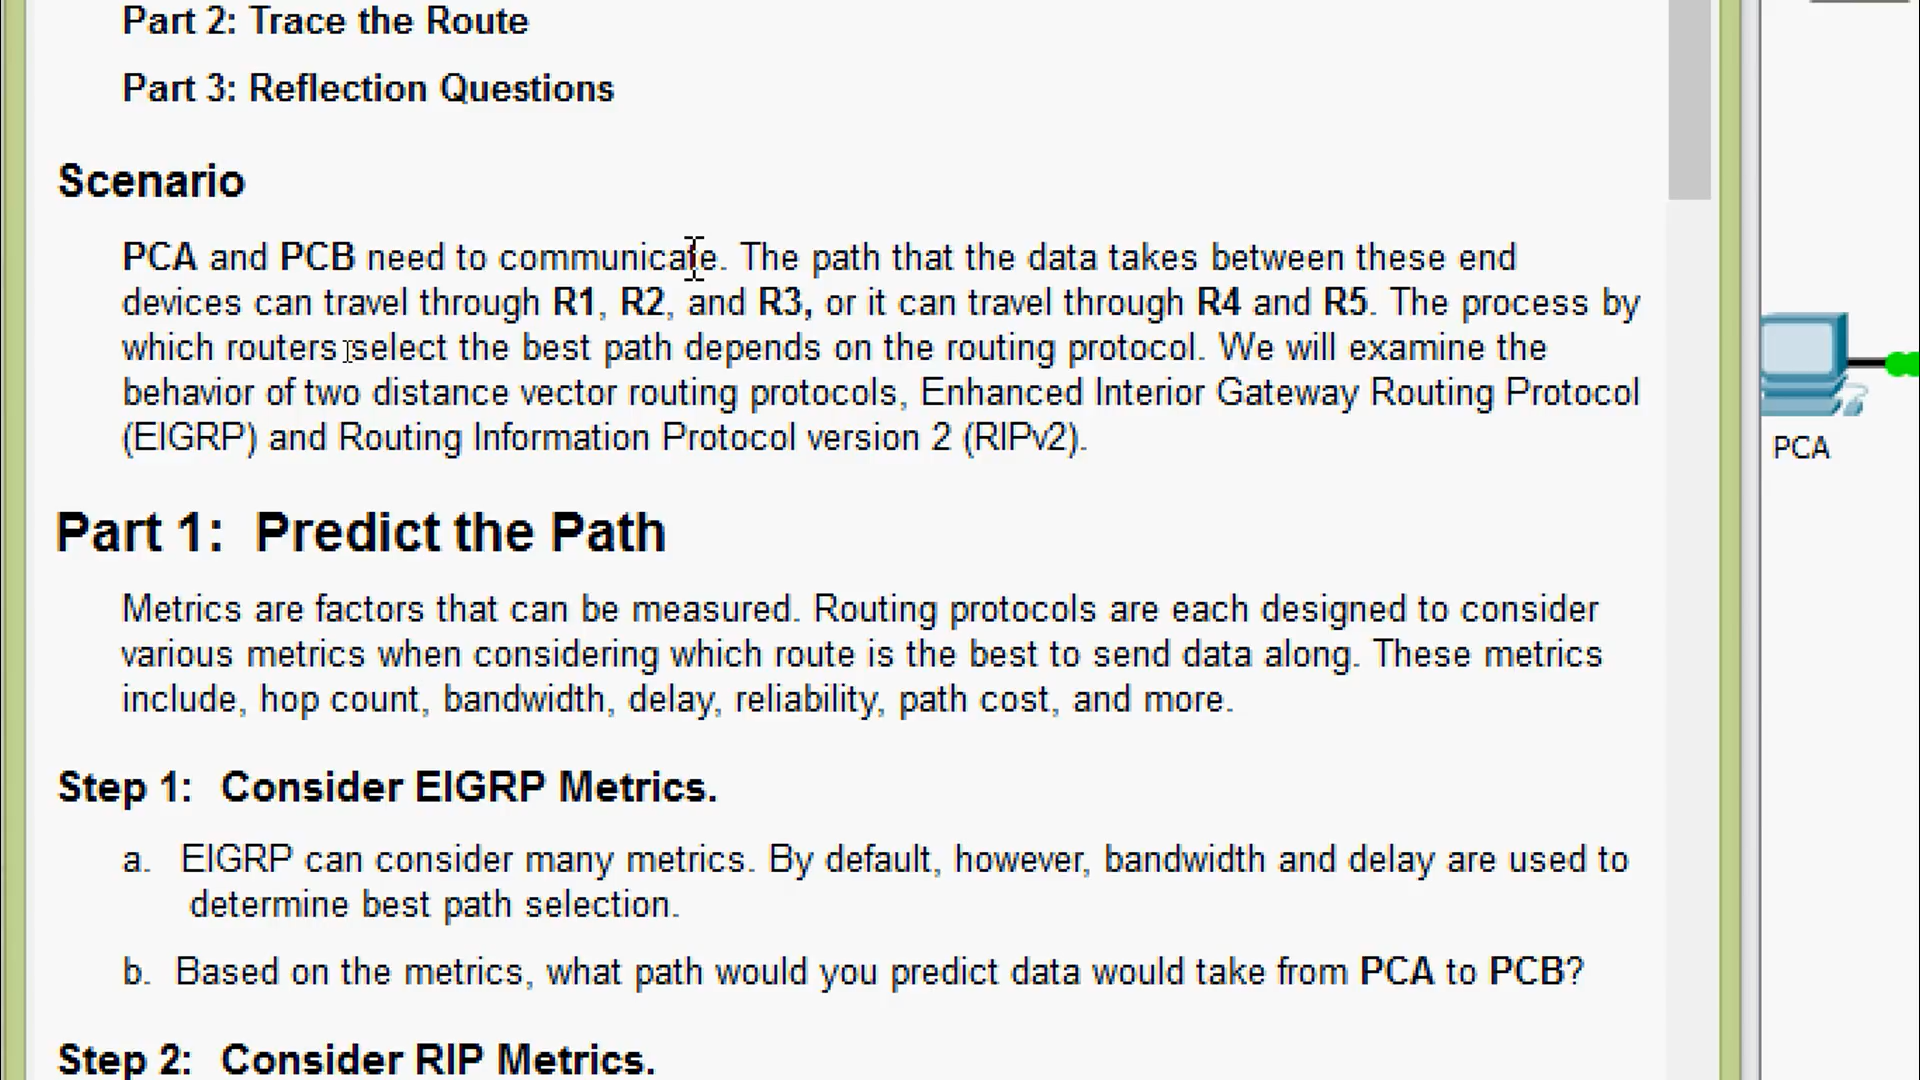 Part 2: Trace the Route
Part 3: Reflection Questions
Scenario
PCA and PCB need to communicate. The path that the data takes between these end
devices can travel through R1, R2, and R3, or it can travel through R4 and R5. The process by
which routers select the best path depends on the routing protocol. We will examine the
behavior of two distance vector routing protocols, Enhanced Interior Gateway Routing Protocol
(EIGRP) and Routing Information Protocol version 2 (RIPv2).
PCA
Part 1: Predict the Path
Metrics are factors that can be measured. Routing protocols are each designed to consider
various metrics when considering which route is the best to send data along. These metrics
include, hop count, bandwidth, delay, reliability, path cost, and more.
Step 1: Consider EIGRP Metrics.
a. EIGRP can consider many metrics. By default, however, bandwidth and delay are used to
determine best path selection.
b. Based on the metrics, what path would you predict data would take from PCA to PCB?
Step 2: Consider RIP Metrics.